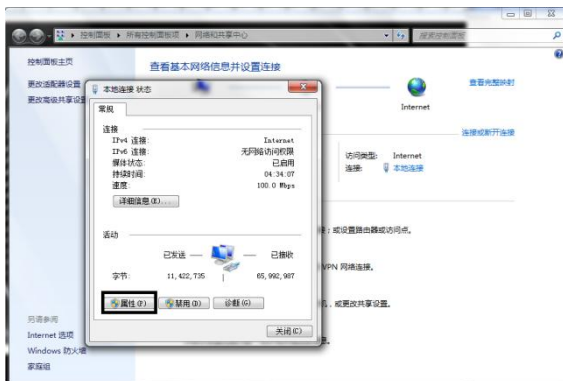 控制面板 ▸ 所有控制面板项 ▸ 网络和共享中心
搜索控制面板
控制面板主页
更改适配器设置
更改高级共享设
查看基本网络信息并设置连接
查看完整映射
Internet
连接或断开连接
访问类型: Internet
连接: 本地连接
本地连接 状态
常规
连接
IPv4 连接: Internet
IPv6 连接: 无网络访问权限
媒体状态: 已启用
持续时间: 04:34:07
速度: 100.0 Mbps
详细信息(E)...
活动
已发送 — — 已接收
字节: 11,422,735 | 65,992,987
属性(P)
禁用(D)
诊断(G)
关闭(C)
；或设置路由器或访问点。
VPN 网络连接。
，或更改共享设置。
另请参阅
Internet 选项
Windows 防火墙
家庭组